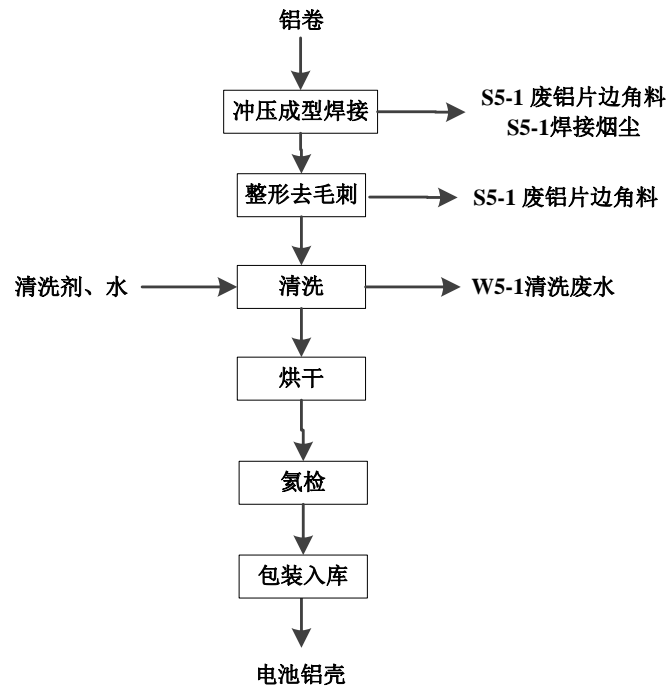 铝卷
冲压成型焊接
S5-1 废铝片边角料
S5-1焊接烟尘
整形去毛刺
S5-1 废铝片边角料
清洗剂、水
清洗
W5-1清洗废水
烘干
氦检
包装入库
电池铝壳